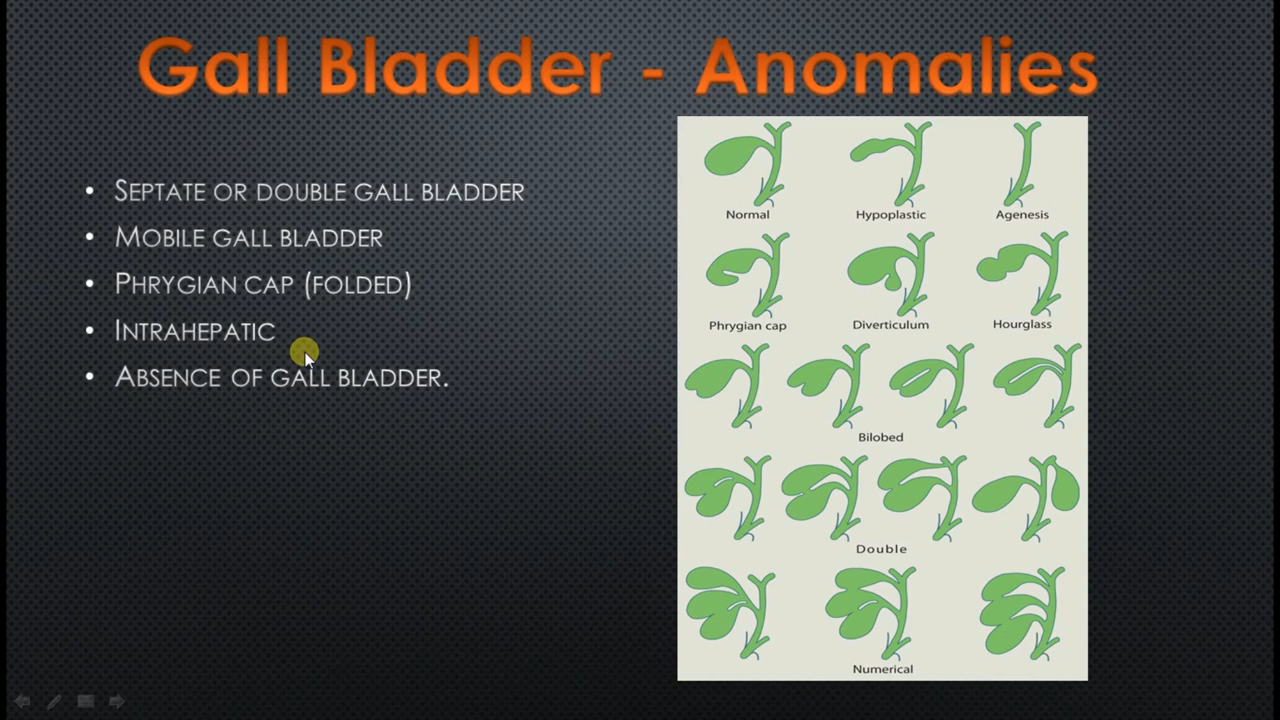 Gall Bladder - Anomalies
• Septate or double gall bladder
• Mobile gall bladder
• Phrygian cap (folded)
• Intrahepatic
• Absence of gall bladder.
Normal Hypoplastic Agenesis
Phrygian cap Diverticulum Hourglass
Bilobed
Double
Numerical